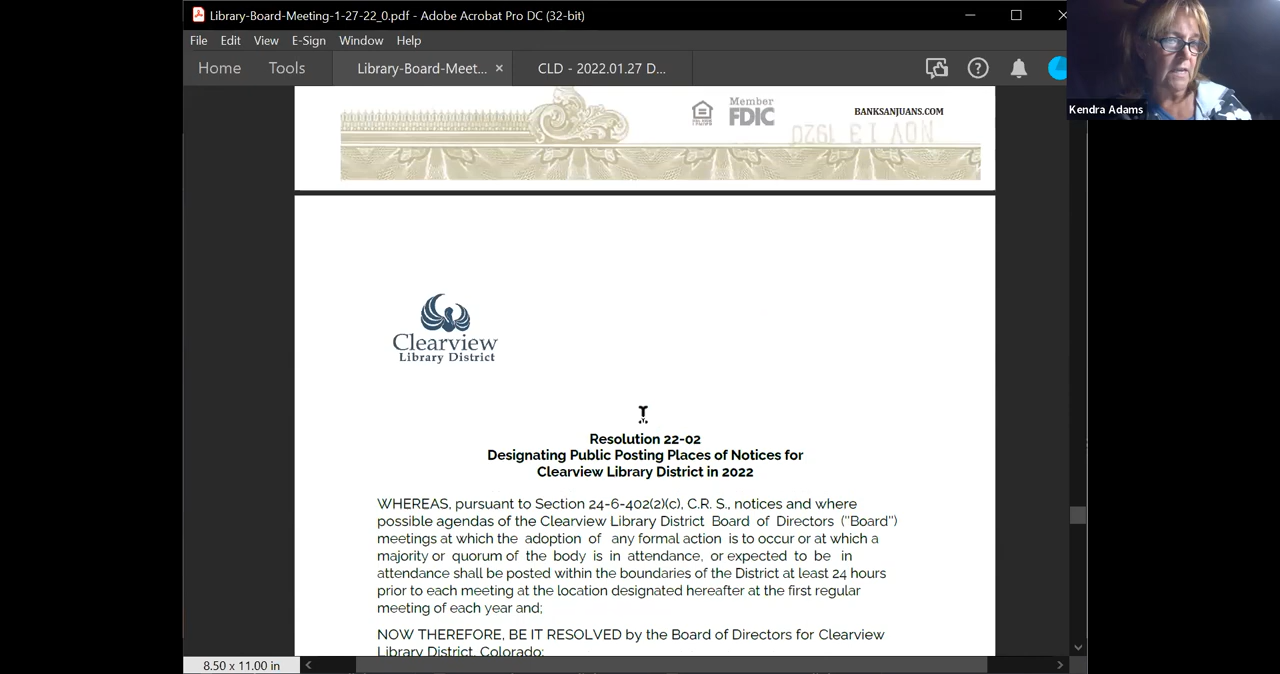 Library-Board-Meeting-1-27-22_0.pdf - Adobe Acrobat Pro DC (32-bit)
File Edit View E-Sign Window Help
Home Tools Library-Board-Meet... × CLD - 2022.01.27 D...
Kendra Adams
Member
FDIC
BANKSANJUANS.COM
NOV 13 1920
Clearview
Library District
Resolution 22-02
Designating Public Posting Places of Notices for
Clearview Library District in 2022
WHEREAS, pursuant to Section 24-6-402(2)(c), C.R. S., notices and where
possible agendas of the Clearview Library District Board of Directors ("Board")
meetings at which the adoption of any formal action is to occur or at which a
majority or quorum of the body is in attendance, or expected to be in
attendance shall be posted within the boundaries of the District at least 24 hours
prior to each meeting at the location designated hereafter at the first regular
meeting of each year and;
NOW THEREFORE, BE IT RESOLVED by the Board of Directors for Clearview
Library District, Colorado:
8.50 x 11.00 in